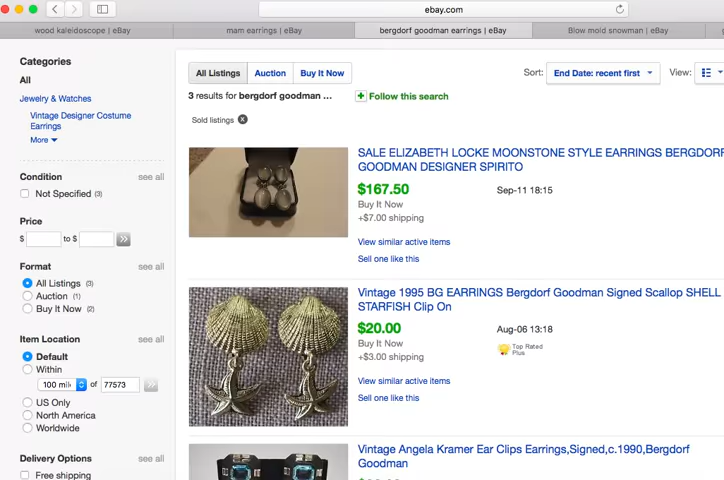 ebay.com
wood kaleidoscope | eBay
mam earrings | eBay
bergdorf goodman earrings | eBay
Blow mold snowman | eBay
Categories
All
Jewelry & Watches
Vintage Designer Costume
Earrings
More
Condition
see all
Not Specified (3)
Price
$ to $
Format
see all
All Listings (3)
Auction (1)
Buy It Now (2)
Item Location
see all
Default
Within
100 mil of 77573
US Only
North America
Worldwide
Delivery Options
see all
Free shipping
All Listings
Auction
Buy It Now
Sort: End Date: recent first
View:
3 results for bergdorf goodman ...
Follow this search
Sold listings
SALE ELIZABETH LOCKE MOONSTONE STYLE EARRINGS BERGDORF
GOODMAN DESIGNER SPIRITO
$167.50
Sep-11 18:15
Buy It Now
+$7.00 shipping
View similar active items
Sell one like this
Vintage 1995 BG EARRINGS Bergdorf Goodman Signed Scallop SHELL
STARFISH Clip On
$20.00
Aug-06 13:18
Buy It Now
Top Rated
Plus
+$3.00 shipping
View similar active items
Sell one like this
Vintage Angela Kramer Ear Clips Earrings,Signed,c.1990,Bergdorf
Goodman